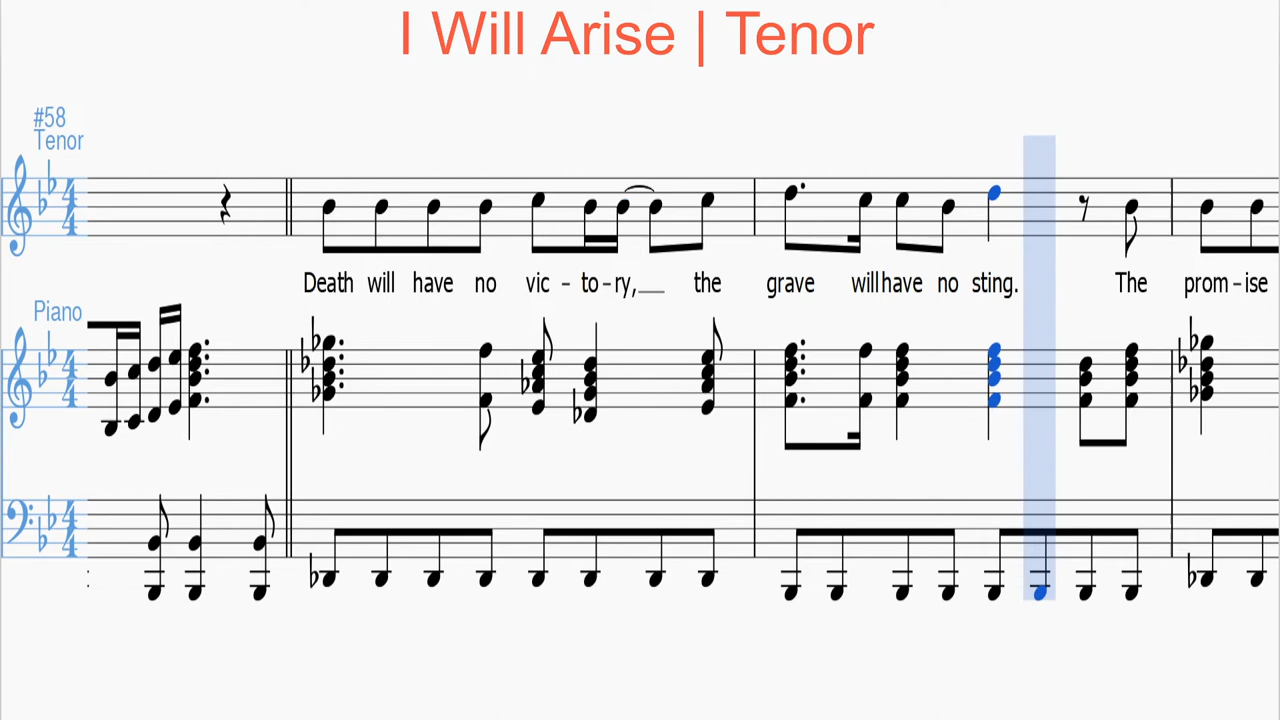 I Will Arise | Tenor
#58
Tenor
Death will have no vic - to - ry, the grave will have no sting. The prom - ise
Piano